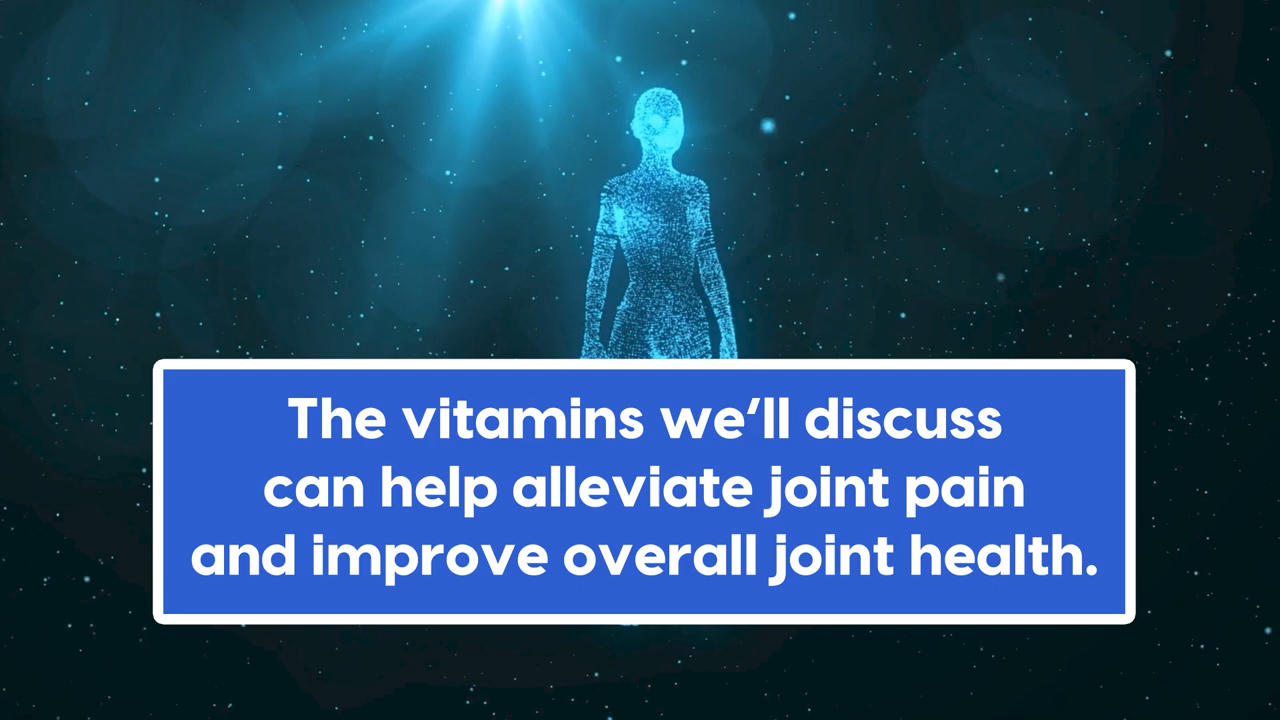 The vitamins we‘ll discuss
can help alleviate joint pain
and improve overall joint health.